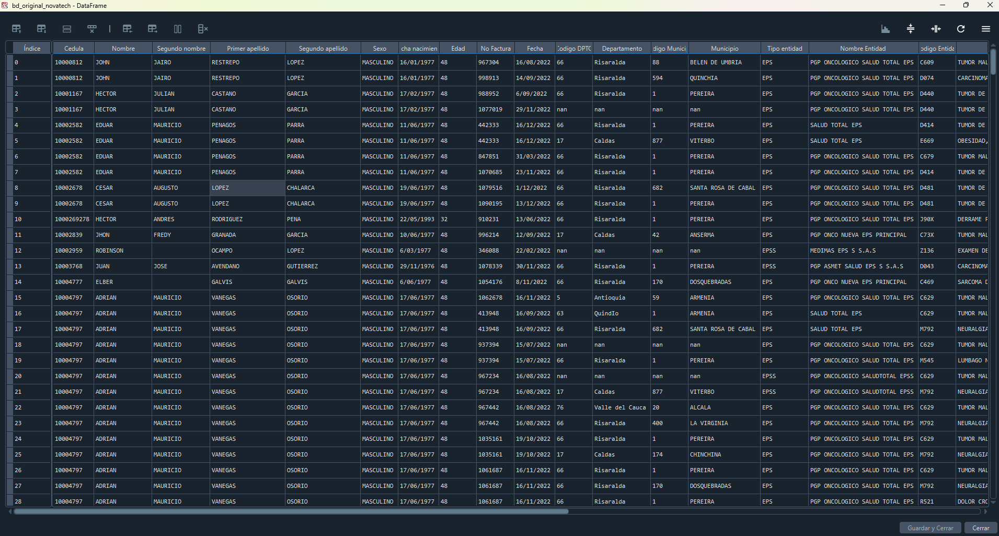 bd_original_novatech - DataFrame
Índice Cedula Nombre Segundo nombre Primer apellido Segundo apellido Sexo cha nacimien Edad No Factura Fecha Codigo DPTO Departamento digo Munici Municipio Tipo entidad Nombre Entidad odigo Entida
0 10000812 JOHN JAIRO RESTREPO LOPEZ MASCULINO 16/01/1977 48 967304 16/08/2022 66 Risaralda 88 BELEN DE UMBRIA EPS PGP ONCOLOGICO SALUD TOTAL EPS C609 TUMOR MAL
1 10000812 JOHN JAIRO RESTREPO LOPEZ MASCULINO 16/01/1977 48 998913 14/09/2022 66 Risaralda 594 QUINCHIA EPS PGP ONCOLOGICO SALUD TOTAL EPS D074 CARCINOMA
2 10001167 HECTOR JULIAN CASTANO GARCIA MASCULINO 17/02/1977 48 988952 6/09/2022 66 Risaralda 1 PEREIRA EPS PGP ONCOLOGICO SALUD TOTAL EPS D440 TUMOR DE
3 10001167 HECTOR JULIAN CASTANO GARCIA MASCULINO 17/02/1977 48 1077019 29/11/2022 nan nan nan nan EPS PGP ONCOLOGICO SALUD TOTAL EPS D440 TUMOR DE
4 10002582 EDUAR MAURICIO PENAGOS PARRA MASCULINO 11/06/1977 48 442333 16/12/2022 66 Risaralda 1 PEREIRA EPS SALUD TOTAL EPS D414 TUMOR DE
5 10002582 EDUAR MAURICIO PENAGOS PARRA MASCULINO 11/06/1977 48 442333 16/12/2022 17 Caldas 877 VITERBO EPS SALUD TOTAL EPS E669 OBESIDAD,
6 10002582 EDUAR MAURICIO PENAGOS PARRA MASCULINO 11/06/1977 48 847851 31/03/2022 66 Risaralda 1 PEREIRA EPS PGP ONCOLOGICO SALUD TOTAL EPS C679 TUMOR MAL
7 10002582 EDUAR MAURICIO PENAGOS PARRA MASCULINO 11/06/1977 48 1070685 23/11/2022 66 Risaralda 1 PEREIRA EPS PGP ONCOLOGICO SALUD TOTAL EPS D414 TUMOR DE
8 10002678 CESAR AUGUSTO LOPEZ CHALARCA MASCULINO 19/06/1977 48 1079516 1/12/2022 66 Risaralda 682 SANTA ROSA DE CABAL EPS PGP ONCOLOGICO SALUD TOTAL EPS D481 TUMOR DE
9 10002678 CESAR AUGUSTO LOPEZ CHALARCA MASCULINO 19/06/1977 48 1090195 13/12/2022 66 Risaralda 1 PEREIRA EPS PGP ONCOLOGICO SALUD TOTAL EPS D481 TUMOR DE
10 1000269278 HECTOR ANDRES RODRIGUEZ PENA MASCULINO 22/05/1993 32 910231 13/06/2022 66 Risaralda 1 PEREIRA EPS PGP ONCOLOGICO SALUD TOTAL EPS J90X DERRAME P
11 10002839 JHON FREDY GRANADA GARCIA MASCULINO 10/06/1977 48 996214 12/09/2022 17 Caldas 42 ANSERMA EPS PGP ONCO NUEVA EPS PRINCIPAL C73X TUMOR MAL
12 10002959 ROBINSON OCAMPO LOPEZ MASCULINO 6/03/1977 48 346088 22/02/2022 nan nan nan nan EPSS MEDIMAS EPS S S.A.S Z136 EXAMEN DE
13 10003768 JUAN JOSE AVENDANO GUTIERREZ MASCULINO 29/11/1976 48 1078339 30/11/2022 66 Risaralda 1 PEREIRA EPSS PGP ASMET SALUD EPS S S.A.S D043 CARCINOMA
14 10004777 ELBER GALVIS GALVIS MASCULINO 6/06/1977 48 1054176 8/11/2022 66 Risaralda 170 DOSQUEBRADAS EPS PGP ONCO NUEVA EPS PRINCIPAL C469 SARCOMA D
15 10004797 ADRIAN MAURICIO VANEGAS OSORIO MASCULINO 17/06/1977 48 1062678 16/11/2022 5 Antioquia 59 ARMENIA EPS PGP ONCOLOGICO SALUD TOTAL EPS C629 TUMOR MAL
16 10004797 ADRIAN MAURICIO VANEGAS OSORIO MASCULINO 17/06/1977 48 413948 16/09/2022 63 QuindIo 1 ARMENIA EPS SALUD TOTAL EPS C629 TUMOR MAL
17 10004797 ADRIAN MAURICIO VANEGAS OSORIO MASCULINO 17/06/1977 48 413948 16/09/2022 66 Risaralda 682 SANTA ROSA DE CABAL EPS SALUD TOTAL EPS M792 NEURALGIA
18 10004797 ADRIAN MAURICIO VANEGAS OSORIO MASCULINO 17/06/1977 48 937394 15/07/2022 nan nan nan nan EPS PGP ONCOLOGICO SALUD TOTAL EPS C629 TUMOR MAL
19 10004797 ADRIAN MAURICIO VANEGAS OSORIO MASCULINO 17/06/1977 48 937394 15/07/2022 66 Risaralda 1 PEREIRA EPS PGP ONCOLOGICO SALUD TOTAL EPS M545 LUMBAGO N
20 10004797 ADRIAN MAURICIO VANEGAS OSORIO MASCULINO 17/06/1977 48 967234 16/08/2022 nan nan nan nan EPSS PGP ONCOLOGICO SALUDTOTAL EPSS C629 TUMOR MAL
21 10004797 ADRIAN MAURICIO VANEGAS OSORIO MASCULINO 17/06/1977 48 967234 16/08/2022 17 Caldas 877 VITERBO EPSS PGP ONCOLOGICO SALUDTOTAL EPSS M792 NEURALGIA
22 10004797 ADRIAN MAURICIO VANEGAS OSORIO MASCULINO 17/06/1977 48 967442 16/08/2022 76 Valle del Cauca 20 ALCALA EPS PGP ONCOLOGICO SALUD TOTAL EPS C629 TUMOR MAL
23 10004797 ADRIAN MAURICIO VANEGAS OSORIO MASCULINO 17/06/1977 48 967442 16/08/2022 66 Risaralda 400 LA VIRGINIA EPS PGP ONCOLOGICO SALUD TOTAL EPS M792 NEURALGIA
24 10004797 ADRIAN MAURICIO VANEGAS OSORIO MASCULINO 17/06/1977 48 1035161 19/10/2022 66 Risaralda 1 PEREIRA EPS PGP ONCOLOGICO SALUD TOTAL EPS C629 TUMOR MAL
25 10004797 ADRIAN MAURICIO VANEGAS OSORIO MASCULINO 17/06/1977 48 1035161 19/10/2022 17 Caldas 174 CHINCHINA EPS PGP ONCOLOGICO SALUD TOTAL EPS M792 NEURALGIA
26 10004797 ADRIAN MAURICIO VANEGAS OSORIO MASCULINO 17/06/1977 48 1061687 16/11/2022 66 Risaralda 1 PEREIRA EPS PGP ONCOLOGICO SALUD TOTAL EPS C629 TUMOR MAL
27 10004797 ADRIAN MAURICIO VANEGAS OSORIO MASCULINO 17/06/1977 48 1061687 16/11/2022 66 Risaralda 170 DOSQUEBRADAS EPS PGP ONCOLOGICO SALUD TOTAL EPS M792 NEURALGIA
28 10004797 ADRIAN MAURICIO VANEGAS OSORIO MASCULINO 17/06/1977 48 1061687 16/11/2022 66 Risaralda 1 PEREIRA EPS PGP ONCOLOGICO SALUD TOTAL EPS R521 DOLOR CRO
Guardar y Cerrar Cerrar